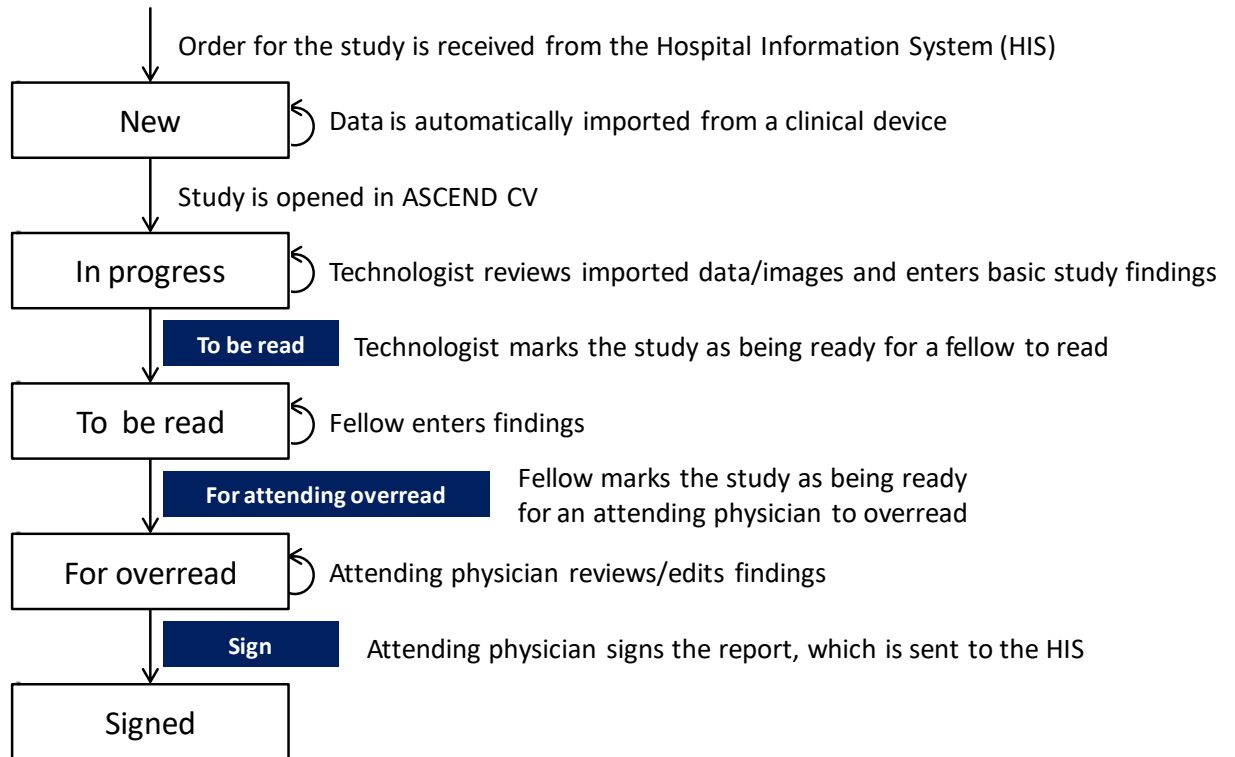 Order for the study is received from the Hospital Information System (HIS)
New
Data is automatically imported from a clinical device
Study is opened in ASCEND CV
In progress
Technologist reviews imported data/images and enters basic study findings
To be read
Technologist marks the study as being ready for a fellow to read
To be read
Fellow enters findings
For attending overread
Fellow marks the study as being ready
for an attending physician to overread
For overread
Attending physician reviews/edits findings
Sign
Attending physician signs the report, which is sent to the HIS
Signed